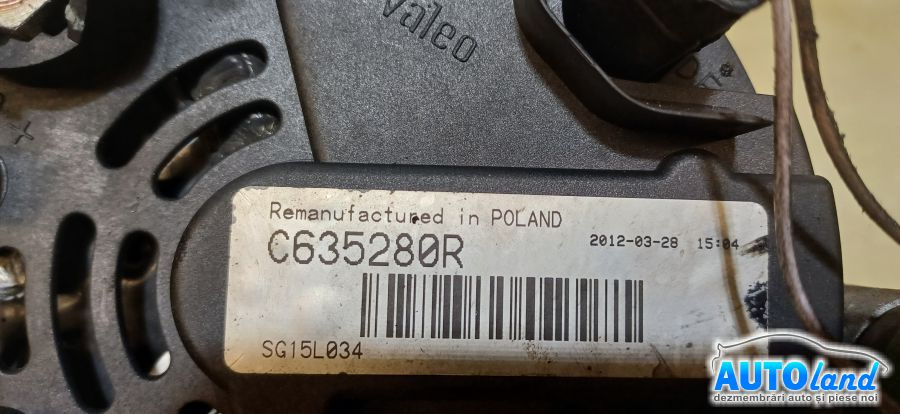 valeo
Remanufactured in POLAND
C635280R
2012-03-28 15:04
SG15L034
AUTOland
dezmembrări auto și piese noi